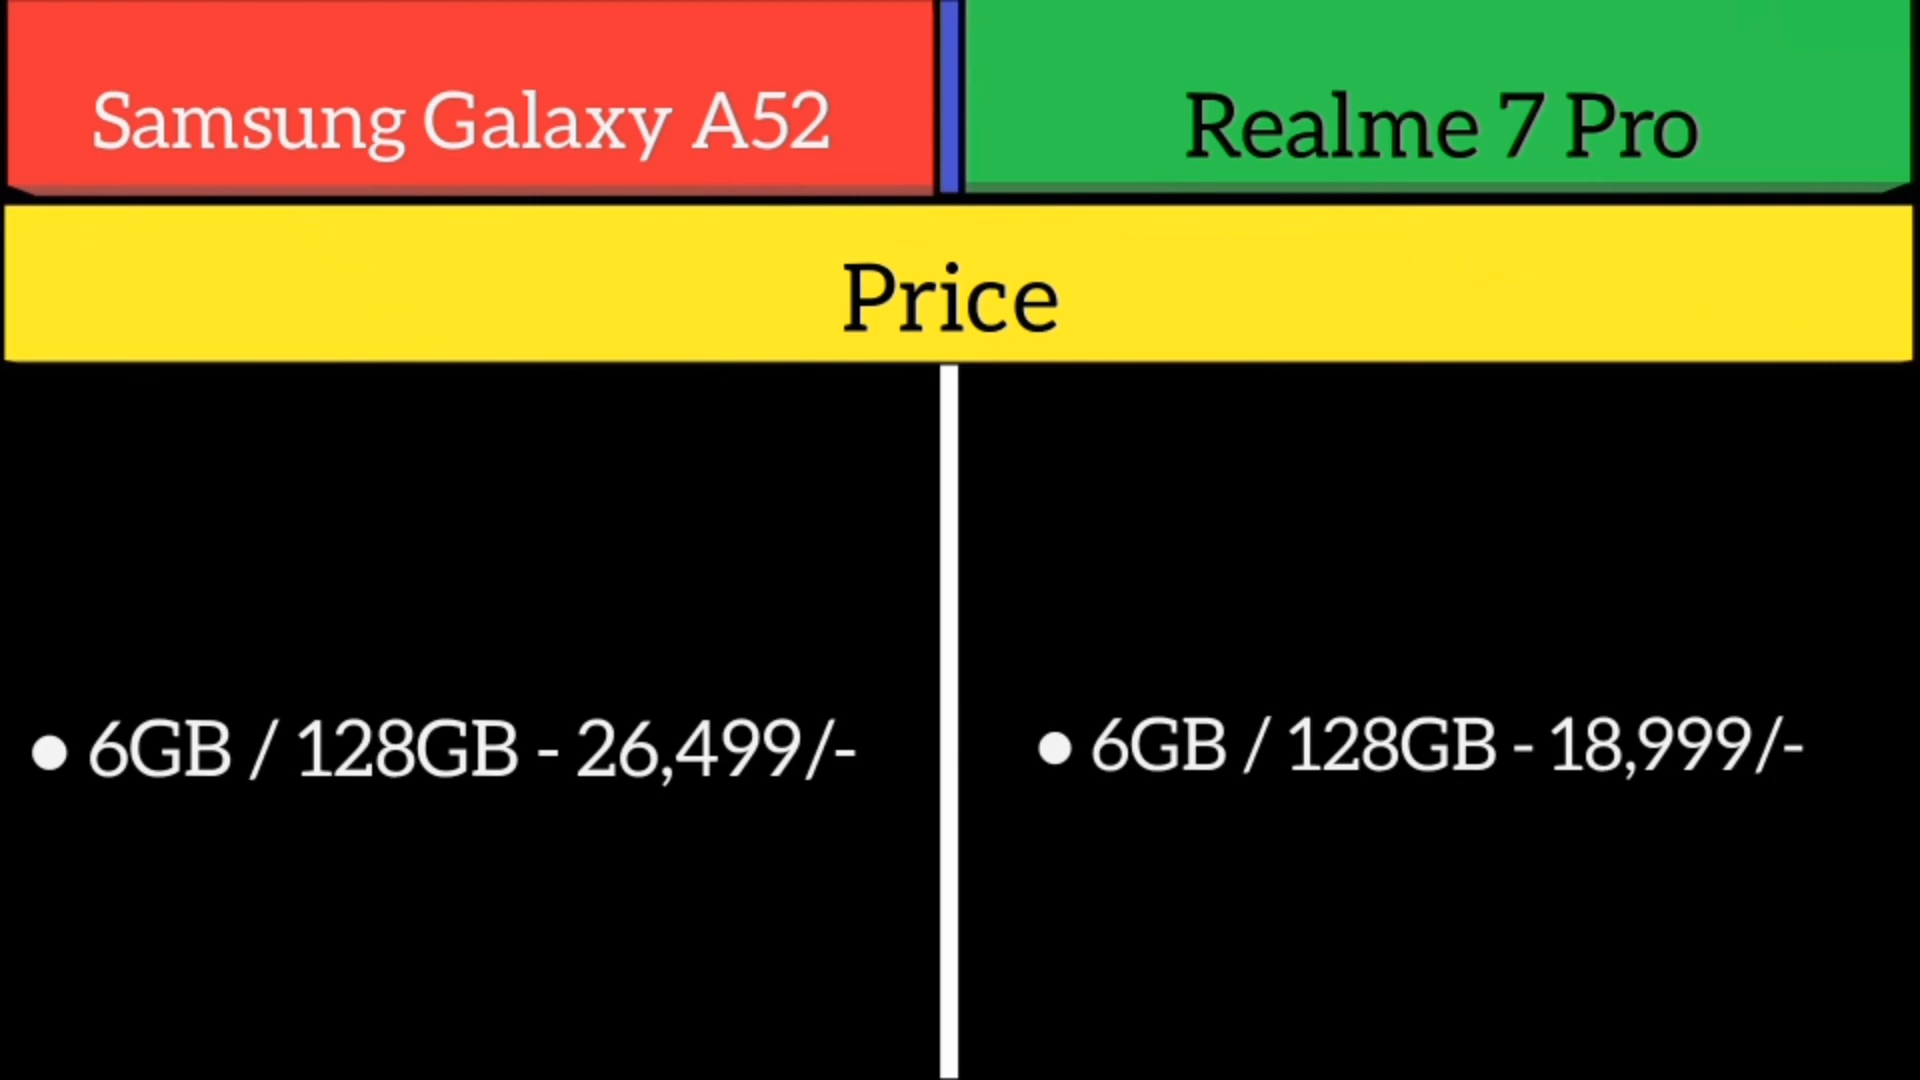 Samsung Galaxy A52
Realme 7 Pro
Price
● 6GB / 128GB - 26,499/-
● 6GB / 128GB - 18,999/-